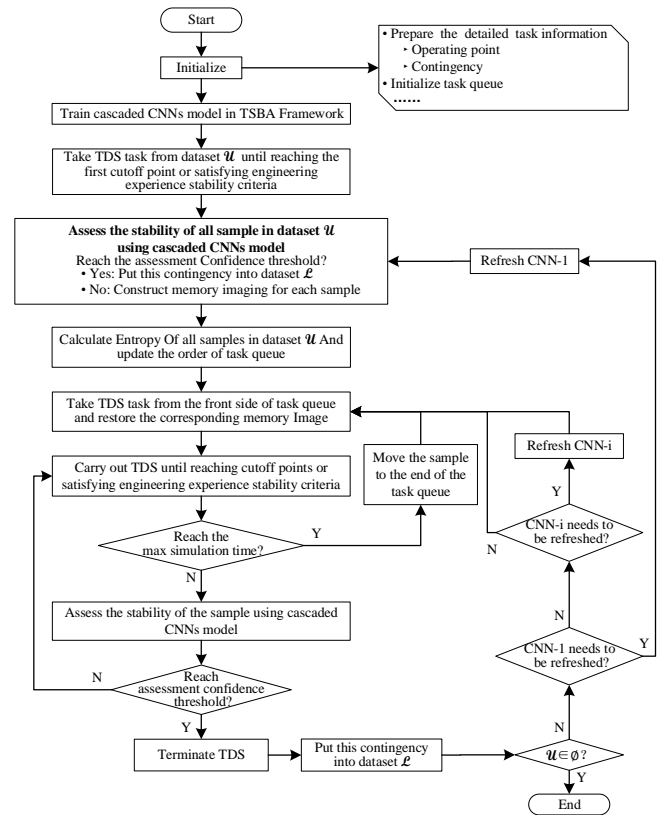 Start
Initialize
• Prepare the detailed task information
‣ Operating point
‣ Contingency
• Initialize task queue
......
Train cascaded CNNs model in TSBA Framework
Take TDS task from dataset 𝓤 until reaching the
first cutoff point or satisfying engineering
experience stability criteria
Assess the stability of all sample in dataset 𝓤
using cascaded CNNs model
Reach the assessment Confidence threshold?
• Yes: Put this contingency into dataset 𝓛
• No: Construct memory imaging for each sample
Refresh CNN-1
Calculate Entropy Of all samples in dataset 𝓤 And
update the order of task queue
Take TDS task from the front side of task queue
and restore the corresponding memory Image
Refresh CNN-i
Move the sample
to the end of the
task queue
Carry out TDS until reaching cutoff points or
satisfying engineering experience stability criteria
Y
CNN-i needs to
be refreshed?
N
Reach the
max simulation time?
Y
N
N
Assess the stability of the sample using cascaded
CNNs model
CNN-1 needs to
be refreshed?
Y
Reach
assessment confidence
threshold?
N
Y
N
Terminate TDS
Put this contingency
into dataset 𝓛
𝓤∈∅?
Y
End